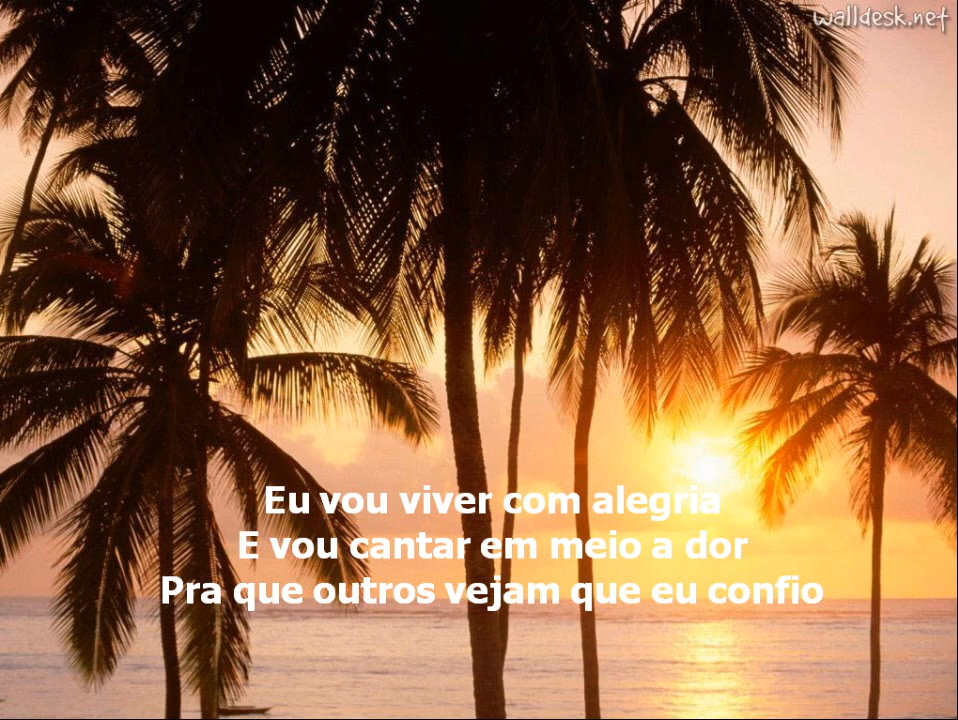 walldesk.net
Eu vou viver com alegria
E vou cantar em meio a dor
Pra que outros vejam que eu confio